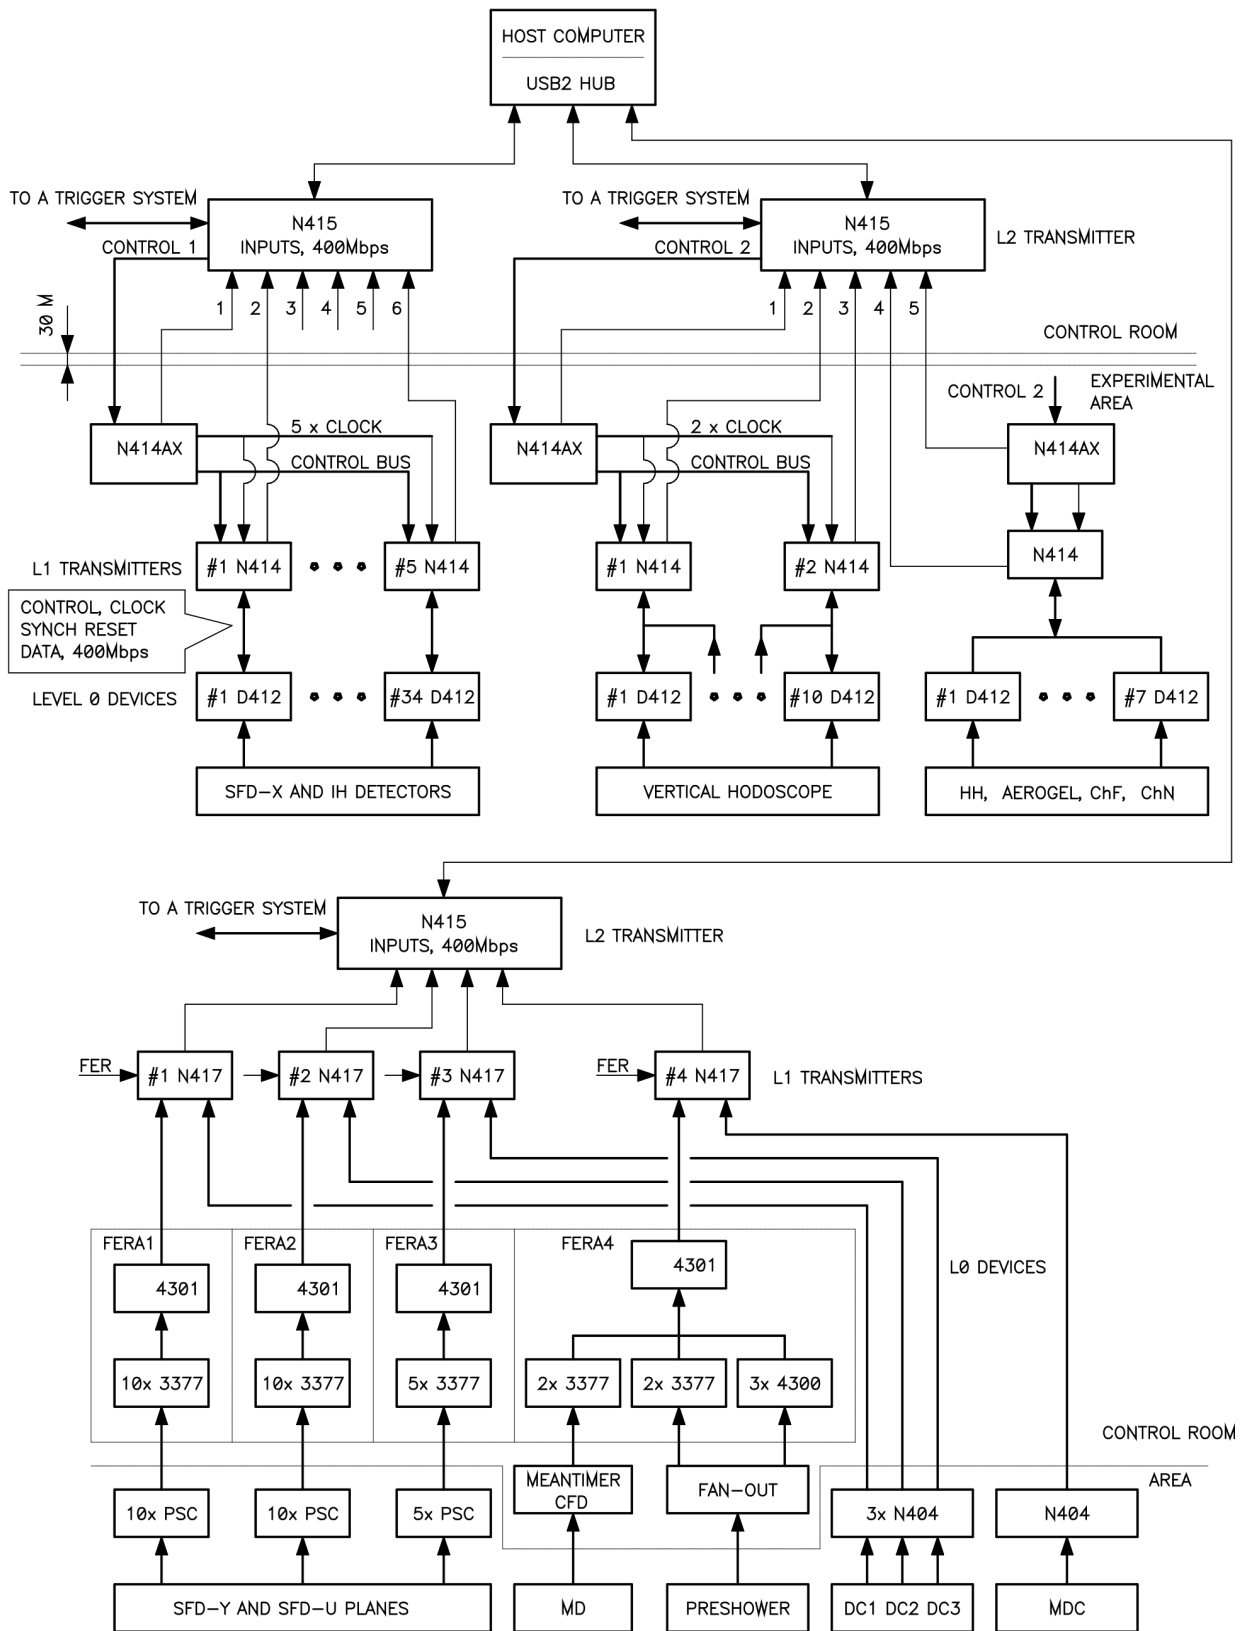 HOST COMPUTER
USB2 HUB
TO A TRIGGER SYSTEM
N415
INPUTS, 400Mbps
CONTROL 1
1
2
3
4
5
6
TO A TRIGGER SYSTEM
N415
INPUTS, 400Mbps
CONTROL 2
1
2
3
4
5
L2 TRANSMITTER
30 M
CONTROL ROOM
EXPERIMENTAL
AREA
CONTROL 2
N414AX
5 x CLOCK
CONTROL BUS
N414AX
2 x CLOCK
CONTROL BUS
N414AX
L1 TRANSMITTERS
#1 N414
#5 N414
#1 N414
#2 N414
N414
CONTROL, CLOCK
SYNCH RESET
DATA, 400Mbps
LEVEL 0 DEVICES
#1 D412
#34 D412
#1 D412
#10 D412
#1 D412
#7 D412
SFD-X AND IH DETECTORS
VERTICAL HODOSCOPE
HH, AEROGEL, ChF, ChN
TO A TRIGGER SYSTEM
N415
INPUTS, 400Mbps
L2 TRANSMITTER
FER
#1 N417
#2 N417
#3 N417
FER
#4 N417
L1 TRANSMITTERS
FERA1
FERA2
FERA3
FERA4
4301
4301
4301
4301
L0 DEVICES
10x 3377
10x 3377
5x 3377
2x 3377
2x 3377
3x 4300
CONTROL ROOM
AREA
10x PSC
10x PSC
5x PSC
MEANTIMER
CFD
FAN-OUT
3x N404
N404
SFD-Y AND SFD-U PLANES
MD
PRESHOWER
DC1 DC2 DC3
MDC